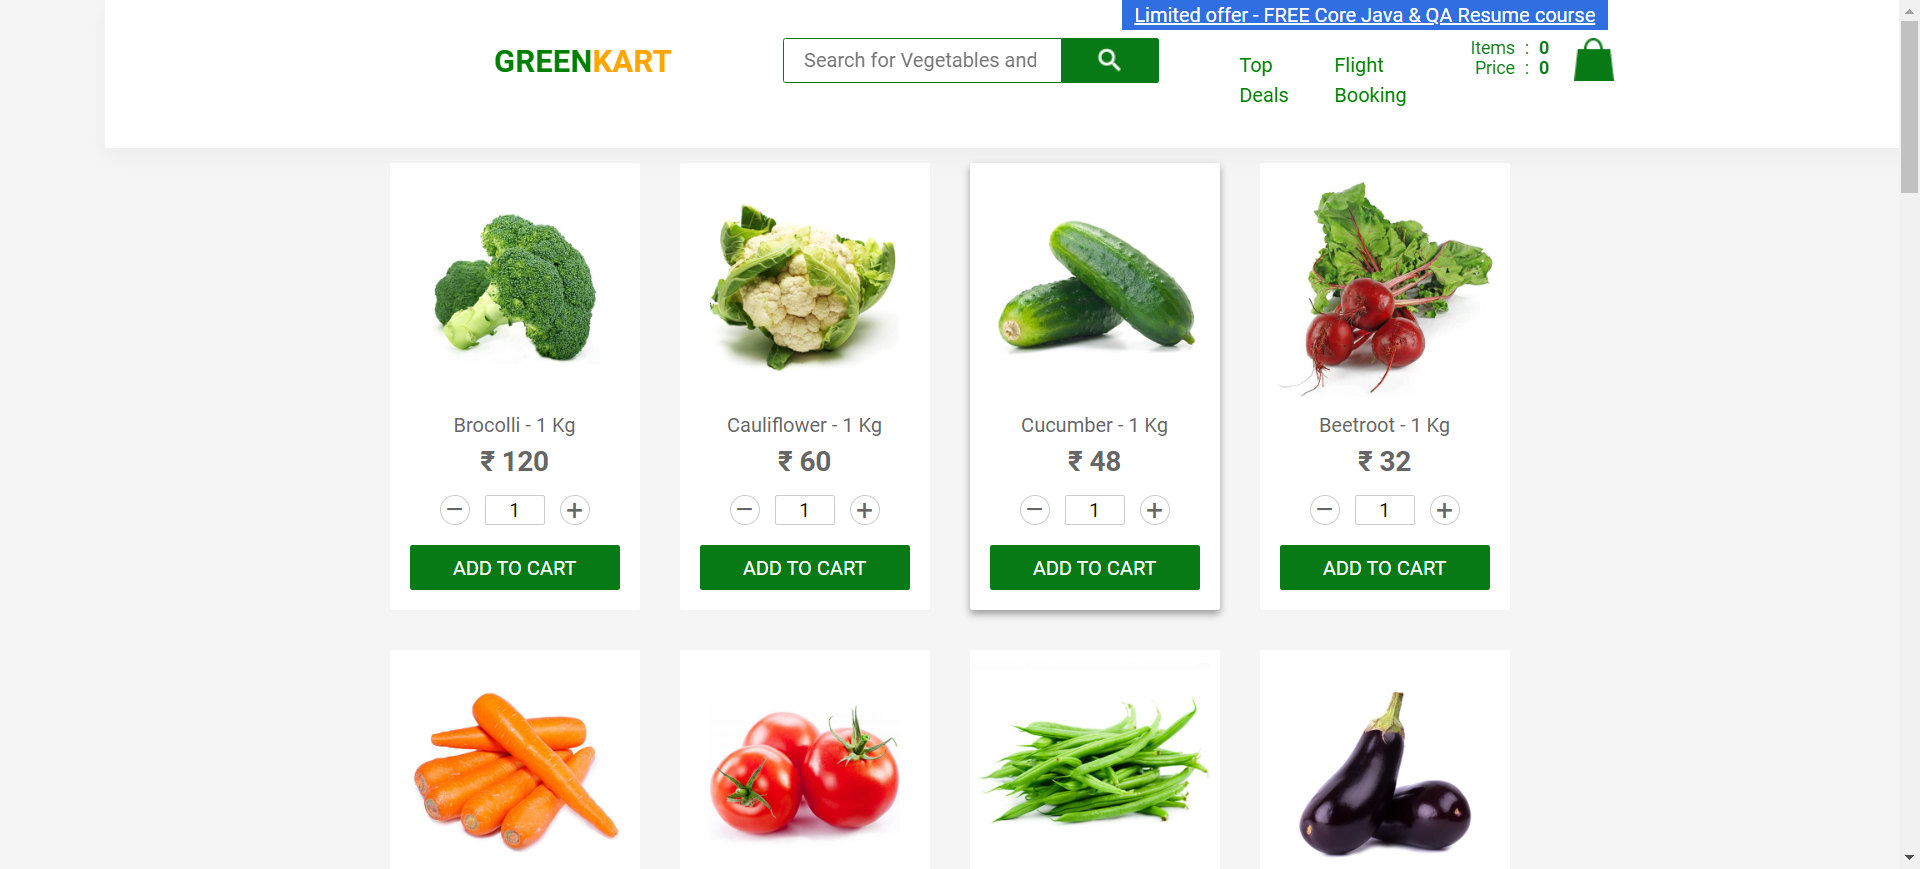 Limited offer - FREE Core Java & QA Resume course
GREENKART
Search for Vegetables and
Top Deals
Flight Booking
Items : 0
Price : 0
Brocolli - 1 Kg
₹ 120
− 1 +
ADD TO CART
Cauliflower - 1 Kg
₹ 60
− 1 +
ADD TO CART
Cucumber - 1 Kg
₹ 48
− 1 +
ADD TO CART
Beetroot - 1 Kg
₹ 32
− 1 +
ADD TO CART